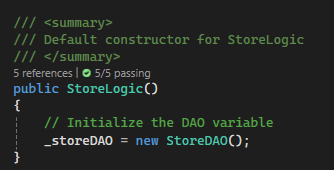 /// <summary>
/// Default constructor for StoreLogic
/// </summary>
5 references | 5/5 passing
public StoreLogic()
{
// Initialize the DAO variable
_storeDAO = new StoreDAO();
}